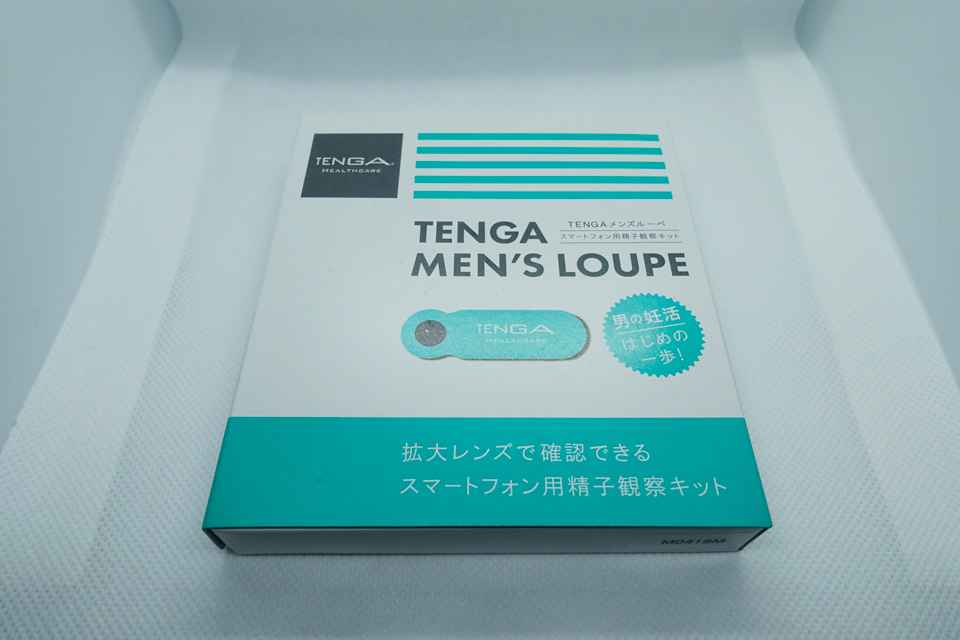 TENGA®
HEALTHCARE
TENGA
TENGAメンズルーペ
スマートフォン用精子観察キット
MEN'S LOUPE
TENGA
HEALTHCARE
男の妊活
はじめの
一歩!
拡大レンズで確認できる
スマートフォン用精子観察キット
M0418M